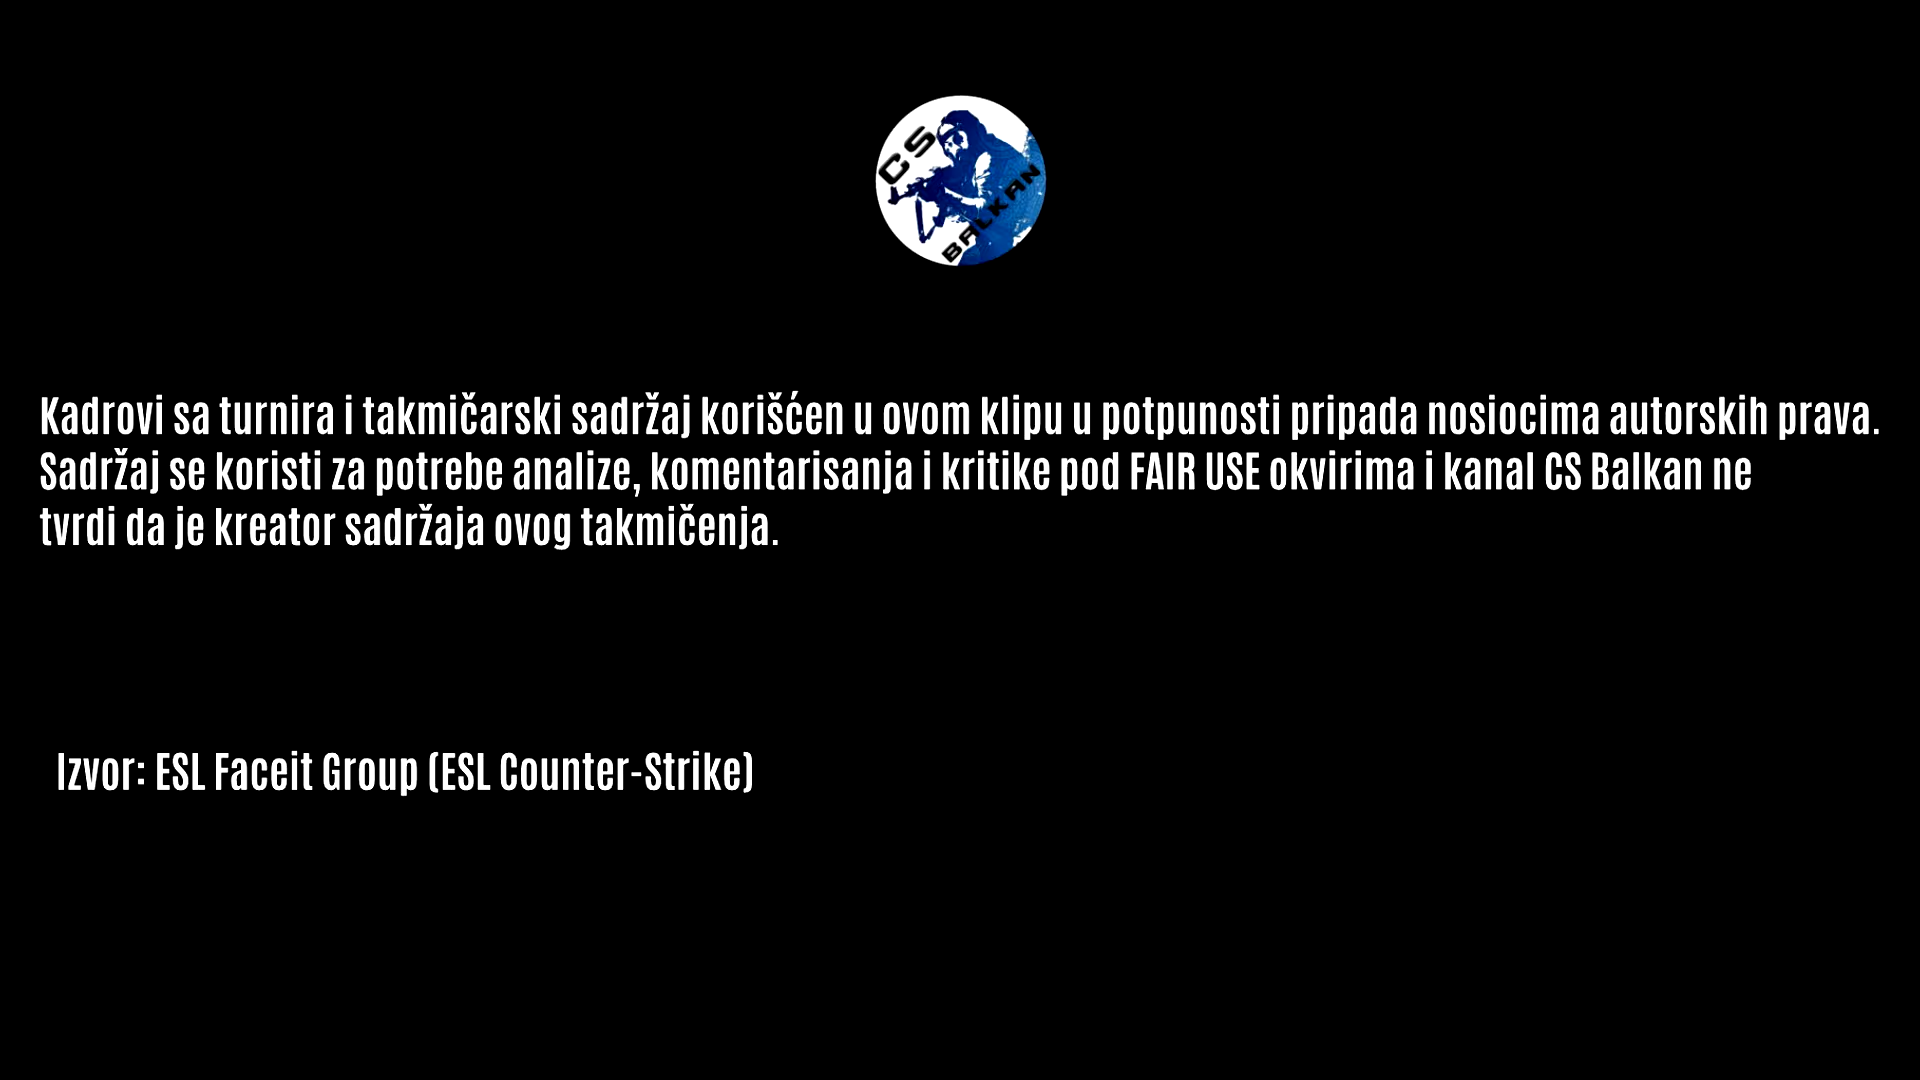 CS
BALKAN
Kadrovi sa turnira i takmičarski sadržaj korišćen u ovom klipu u potpunosti pripada nosiocima autorskih prava.
Sadržaj se koristi za potrebe analize, komentarisanja i kritike pod FAIR USE okvirima i kanal CS Balkan ne
tvrdi da je kreator sadržaja ovog takmičenja.
Izvor: ESL Faceit Group (ESL Counter-Strike)